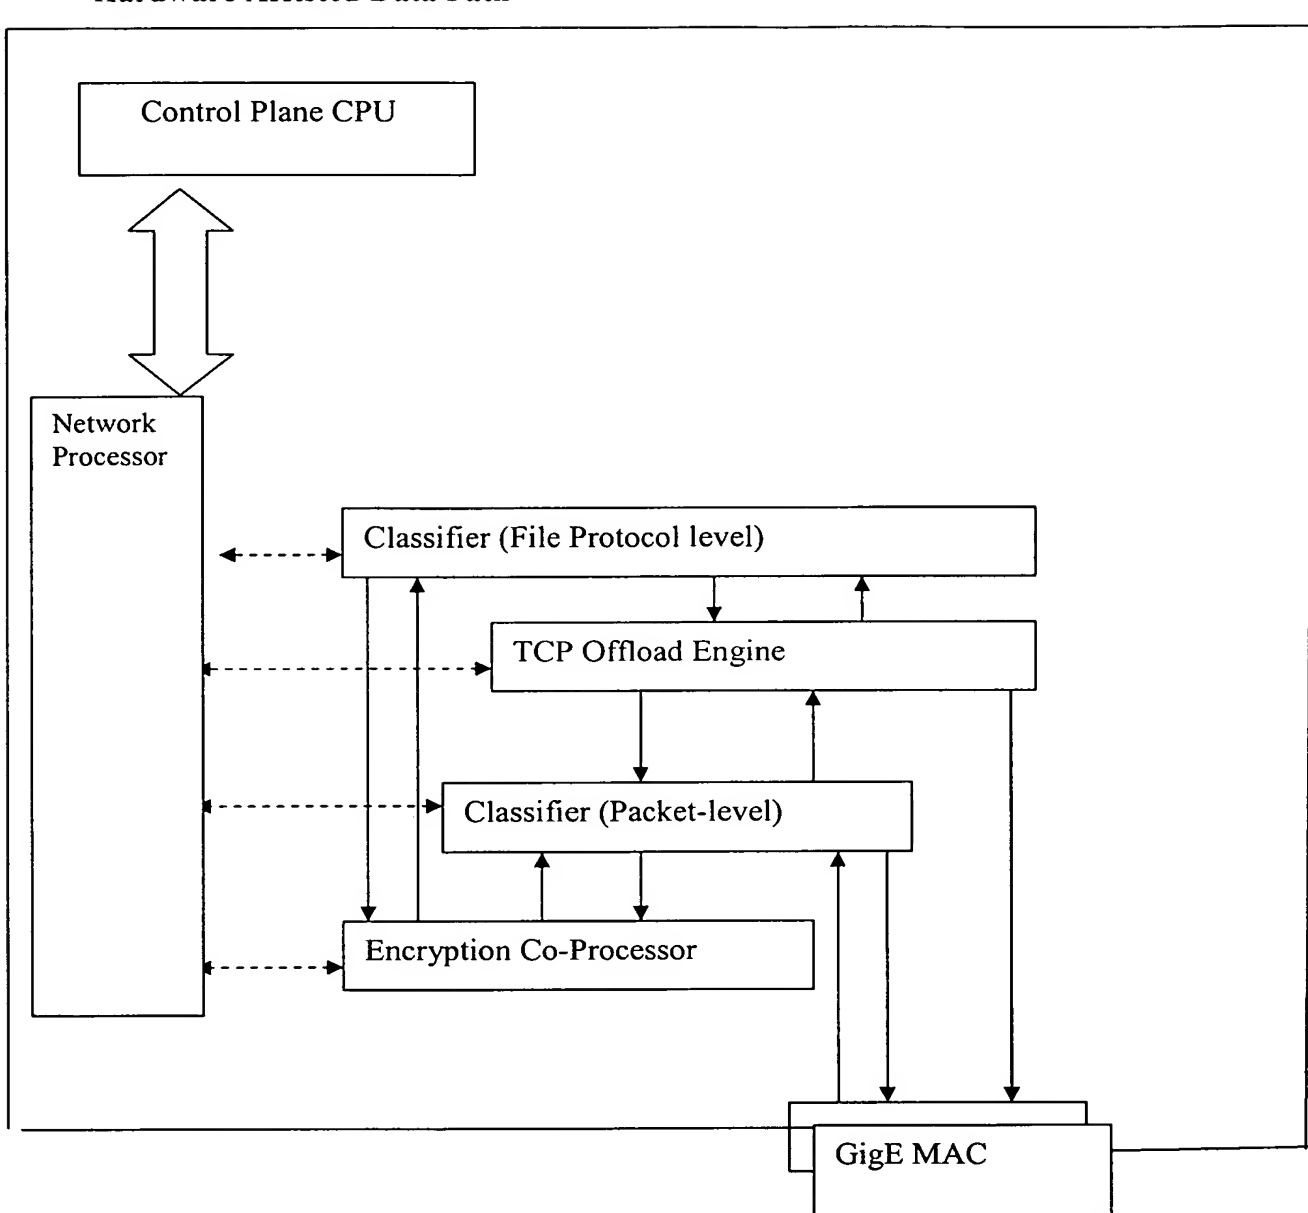 Control Plane CPU
Network
Processor
Classifier (File Protocol level)
TCP Offload Engine
Classifier (Packet-level)
Encryption Co-Processor
GigE MAC